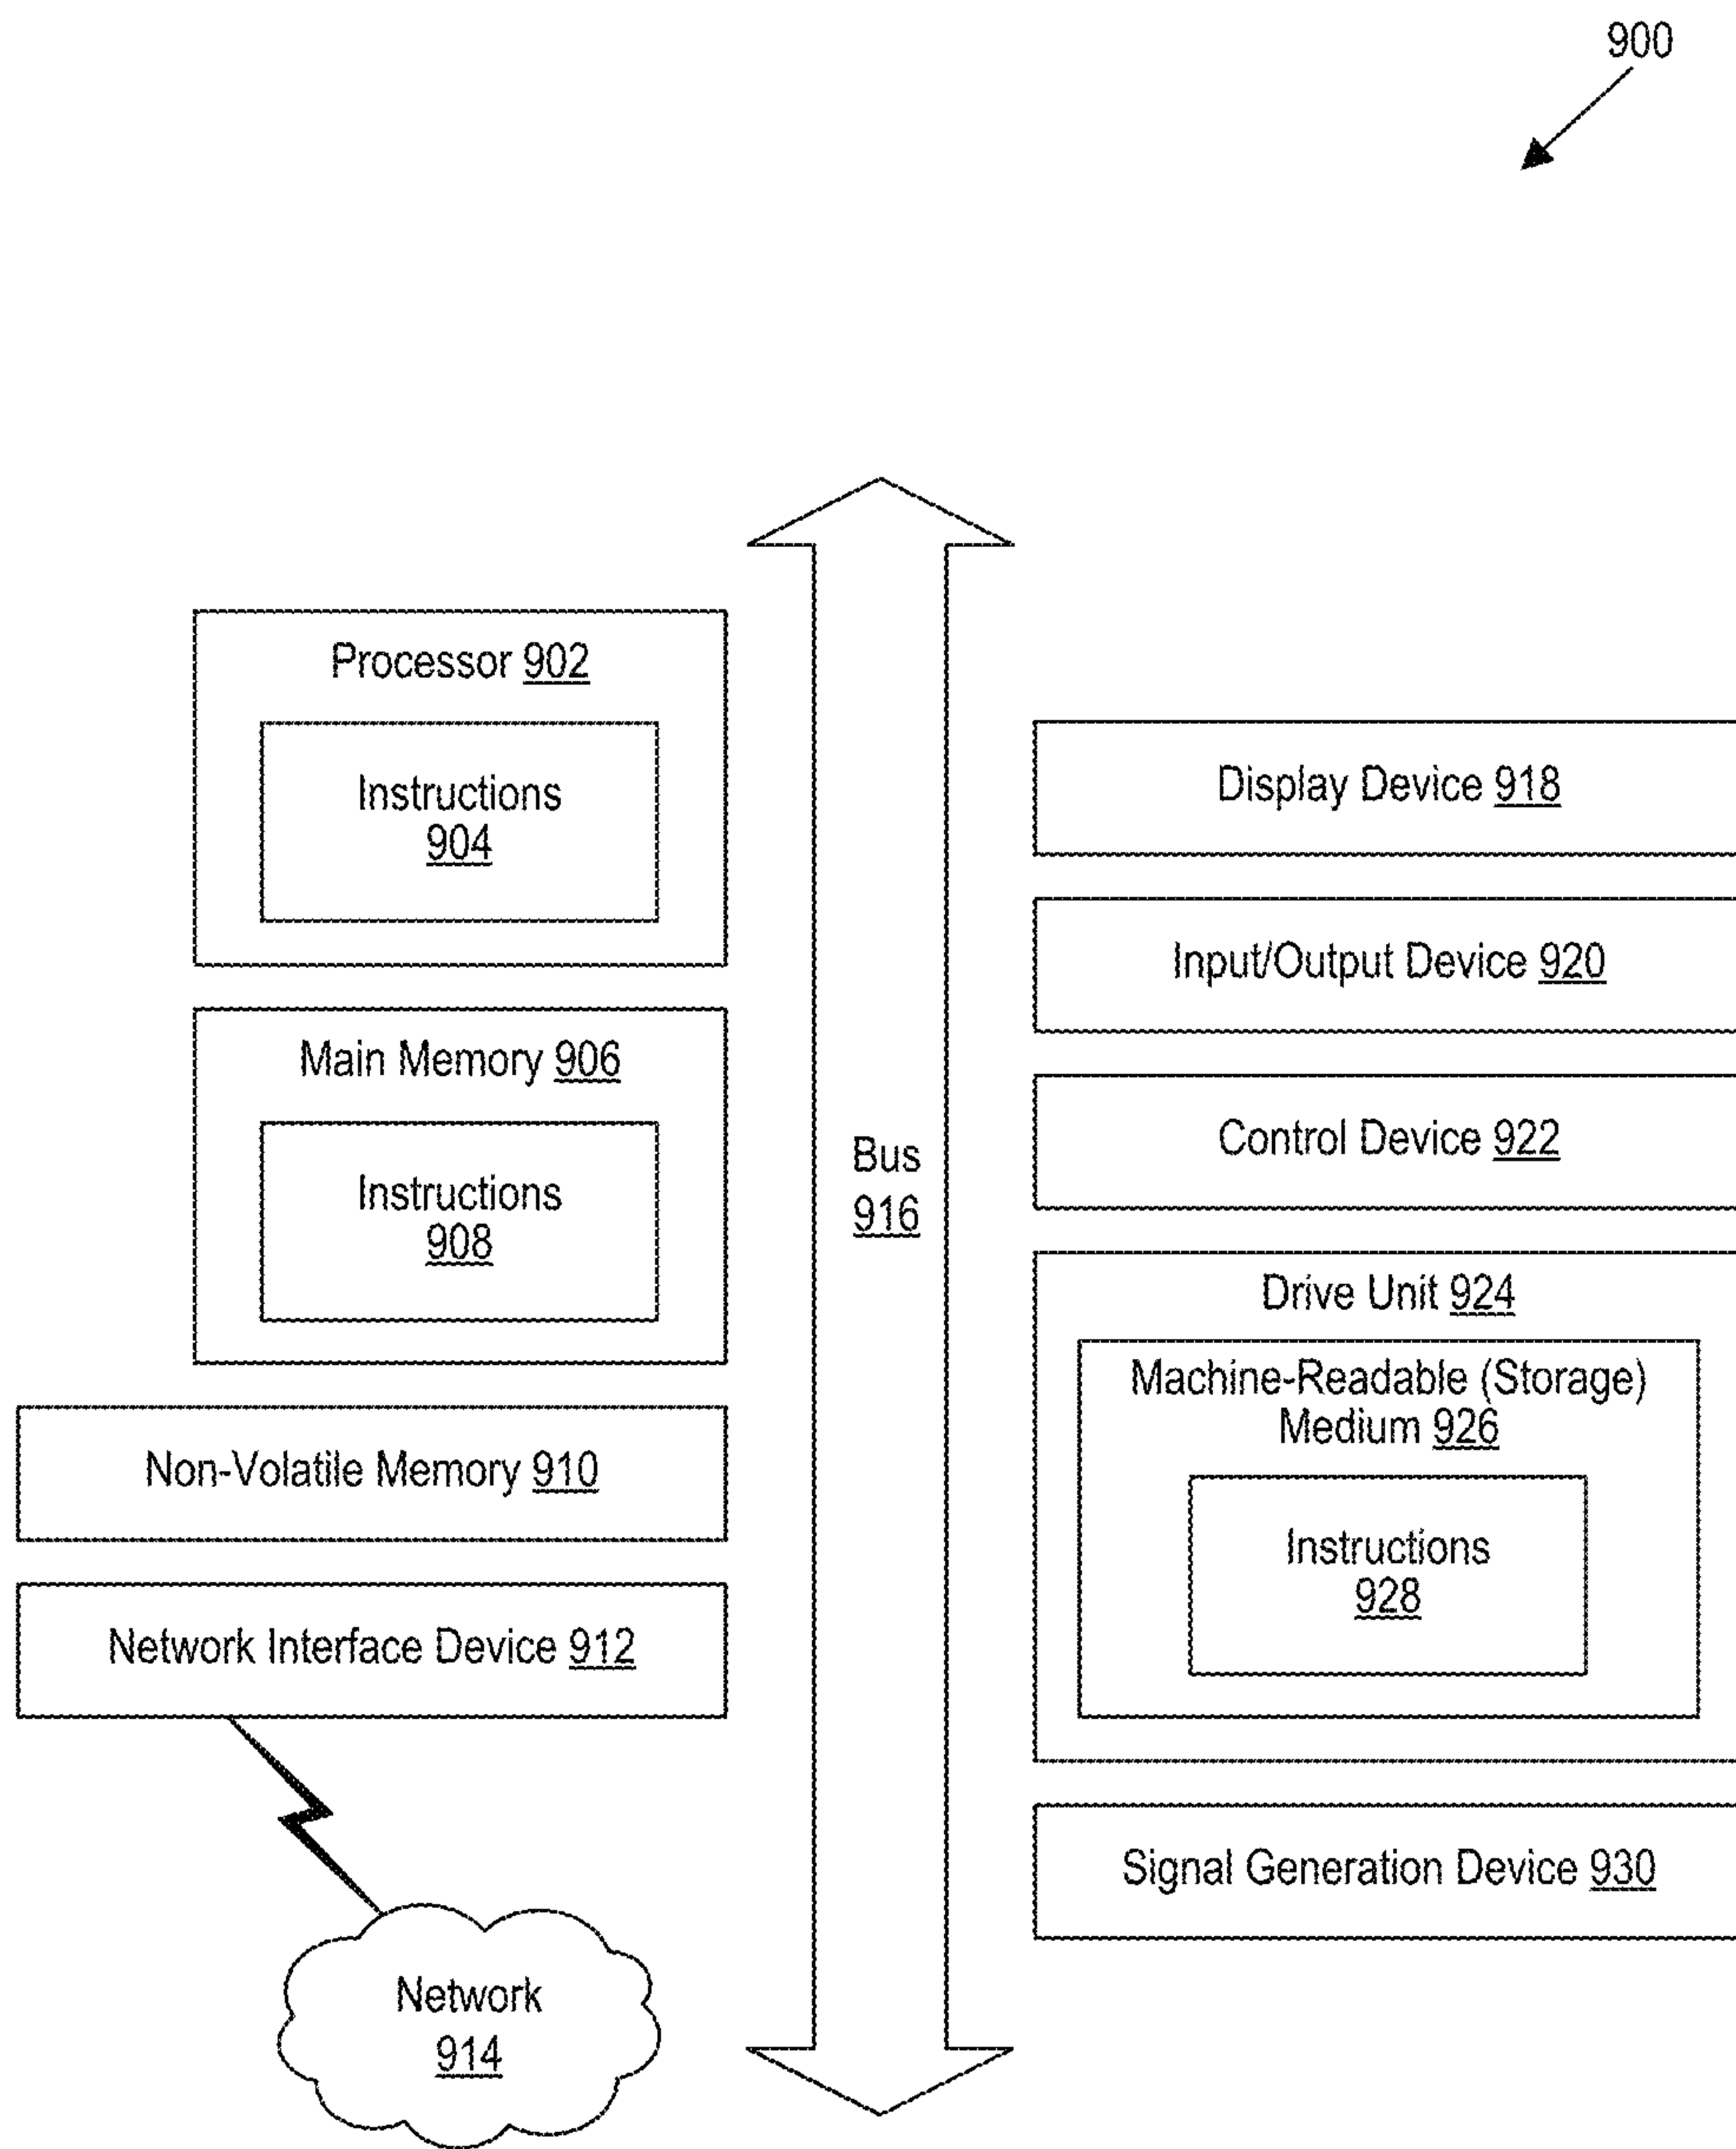 900
Processor 902
Instructions
904
Main Memory 906
Instructions
908
Non-Volatile Memory 910
Network Interface Device 912
Network
914
Bus
916
Display Device 918
Input/Output Device 920
Control Device 922
Drive Unit 924
Machine-Readable (Storage)
Medium 926
Instructions
928
Signal Generation Device 930